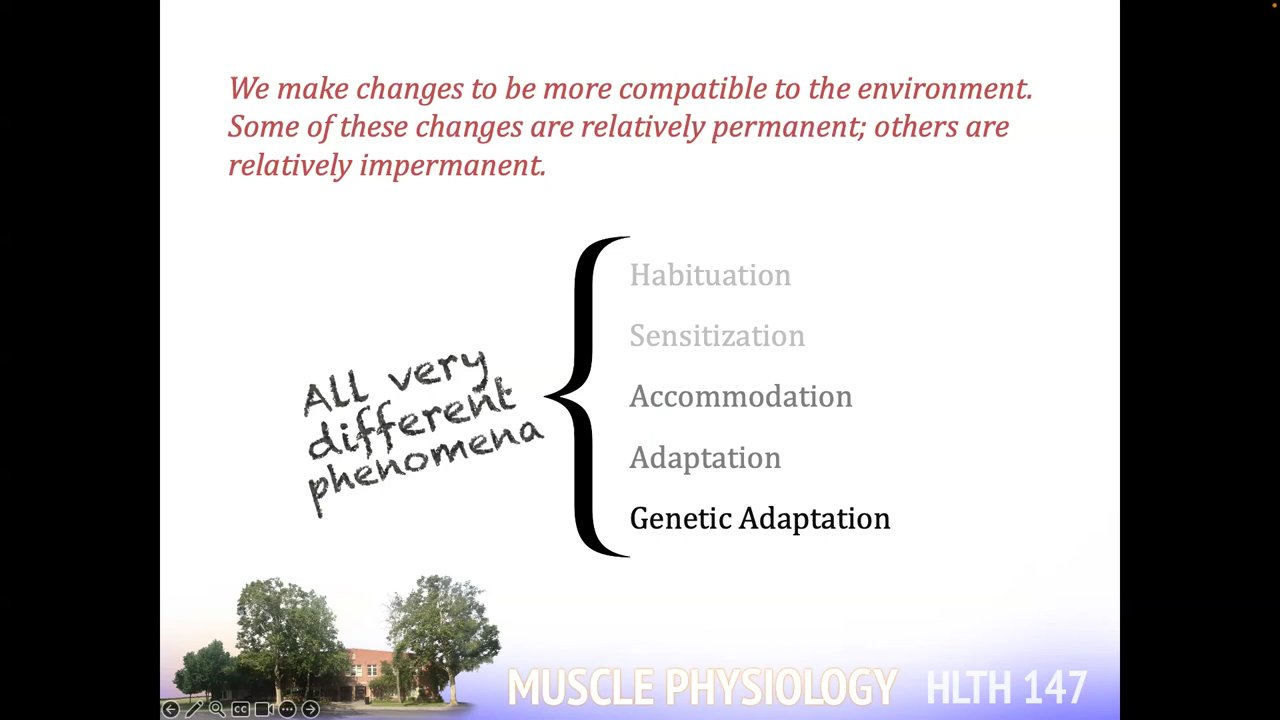 We make changes to be more compatible to the environment.
Some of these changes are relatively permanent; others are
relatively impermanent.
All very
different
phenomena
Habituation
Sensitization
Accommodation
Adaptation
Genetic Adaptation
MUSCLE PHYSIOLOGY HLTH 147
CC